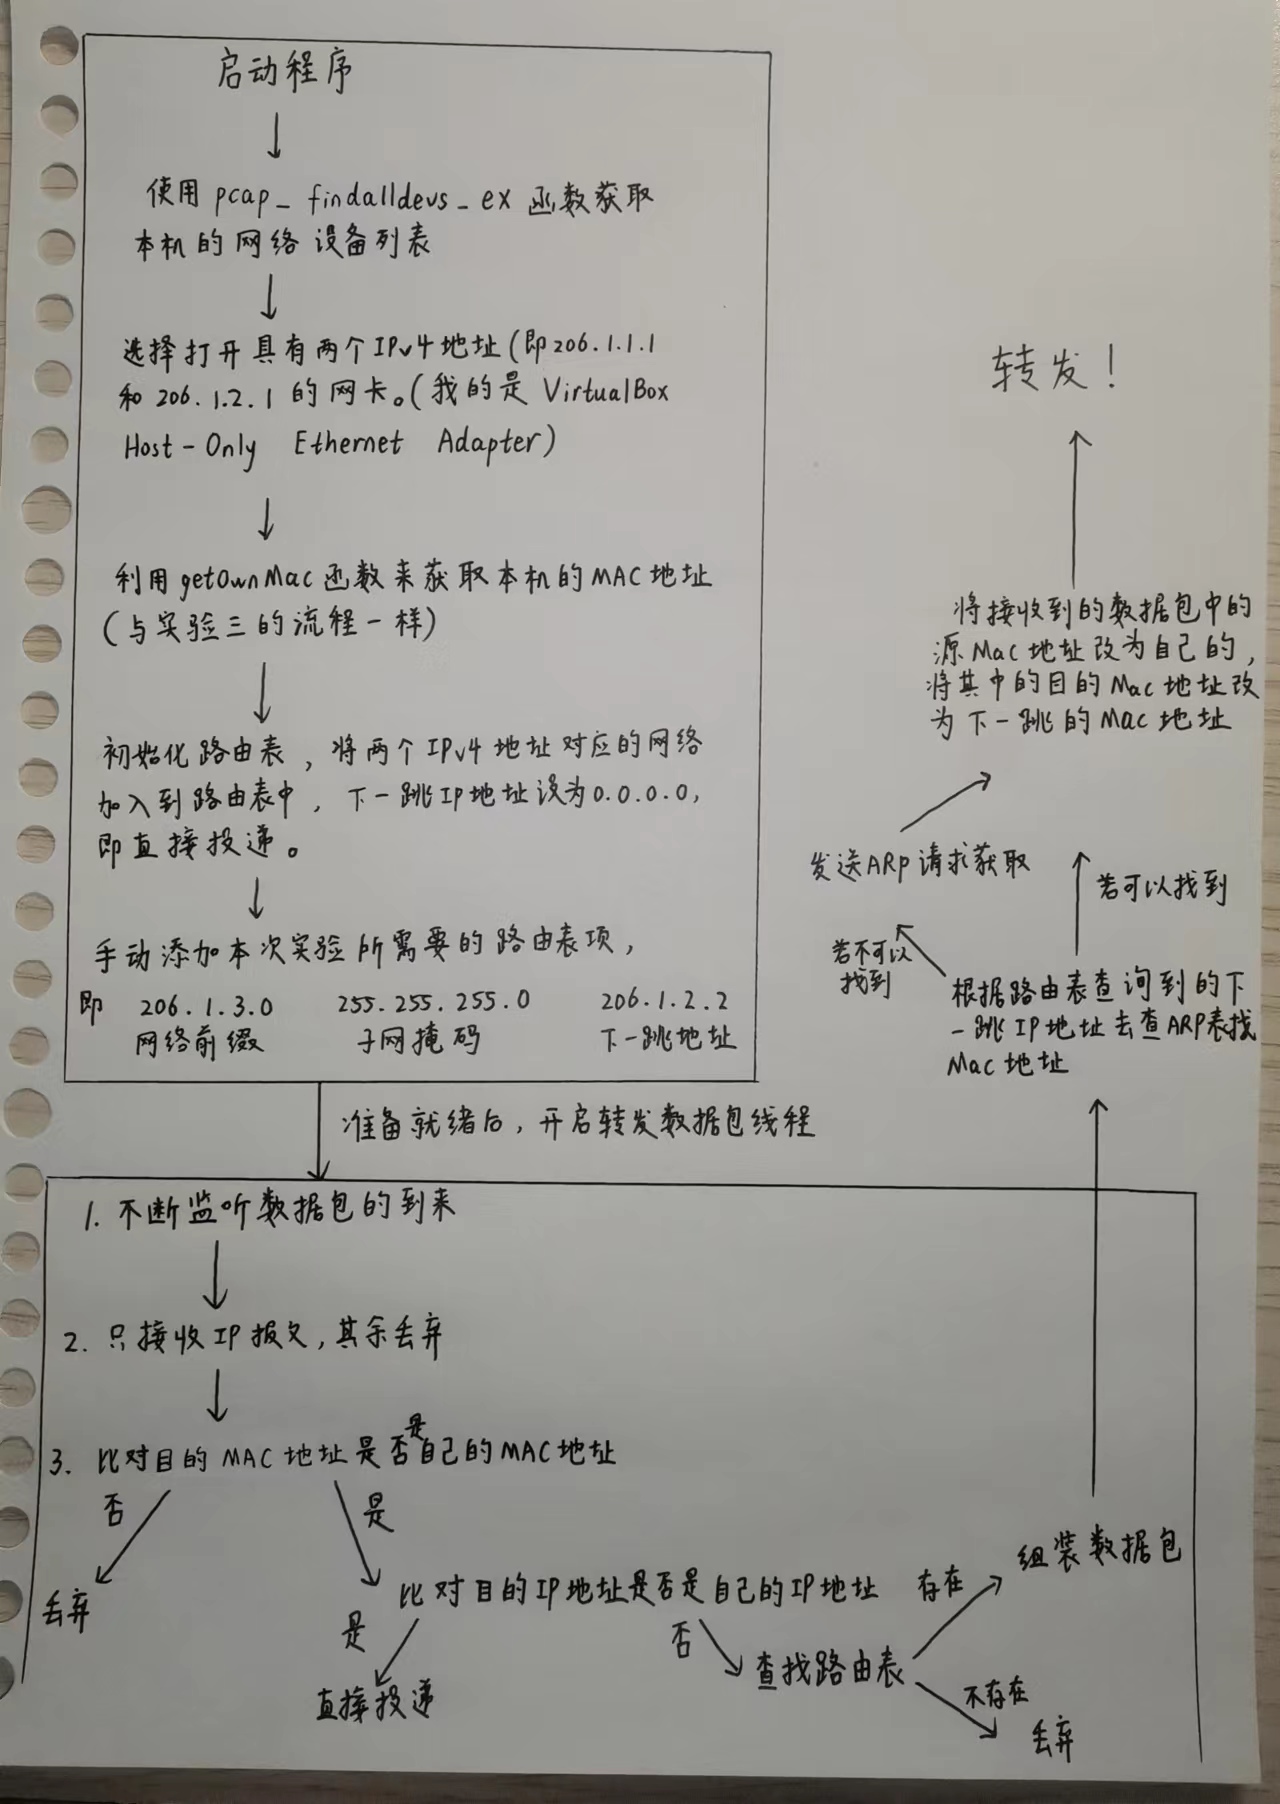 启动程序
使用 pcap_findalldevs_ex 函数获取
本机的网络设备列表
选择打开具有两个IPv4地址(即206.1.1.1
和206.1.2.1的网卡。(我的是 VirtualBox
Host-Only Ethernet Adapter)
利用getOwnMac函数来获取本机的MAC地址
(与实验三的流程一样)
初始化路由表,将两个IPv4地址对应的网络
加入到路由表中,下一跳IP地址设为0.0.0.0,
即直接投递。
手动添加本次实验所需要的路由表项,
即 206.1.3.0 255.255.255.0 206.1.2.2
网络前缀 子网掩码 下一跳地址
准备就绪后,开启转发数据包线程
1. 不断监听数据包的到来
2. 只接收IP报文,其余丢弃
3. 比对目的MAC地址是否是自己的MAC地址
否
是
丢弃
比对目的IP地址是否是自己的IP地址
是
直接投递
否
查找路由表
存在
不存在
丢弃
组装数据包
根据路由表查询到的下
一跳IP地址去查ARP表找
Mac地址
若不可以
找到
若可以找到
发送ARP请求获取
将接收到的数据包中的
源Mac地址改为自己的,
将其中的目的Mac地址改
为下一跳的Mac地址
转发!